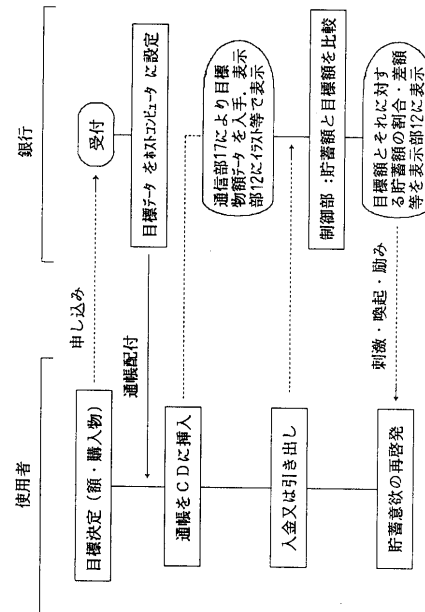 使用者
銀行
目標決定(額・購入物)
申し込み
受付
目標データをホストコンピュータに設定
通帳配付
通帳をCDに挿入
通信部17により目標
物額データを入手．表示
部12にイラスト等で表示
入金又は引き出し
制御部:貯蓄額と目標額を比較
目標額とそれに対す
る貯蓄額の割合・差額
等を表示部12に表示
刺激・喚起・励み
貯蓄意欲の再啓発